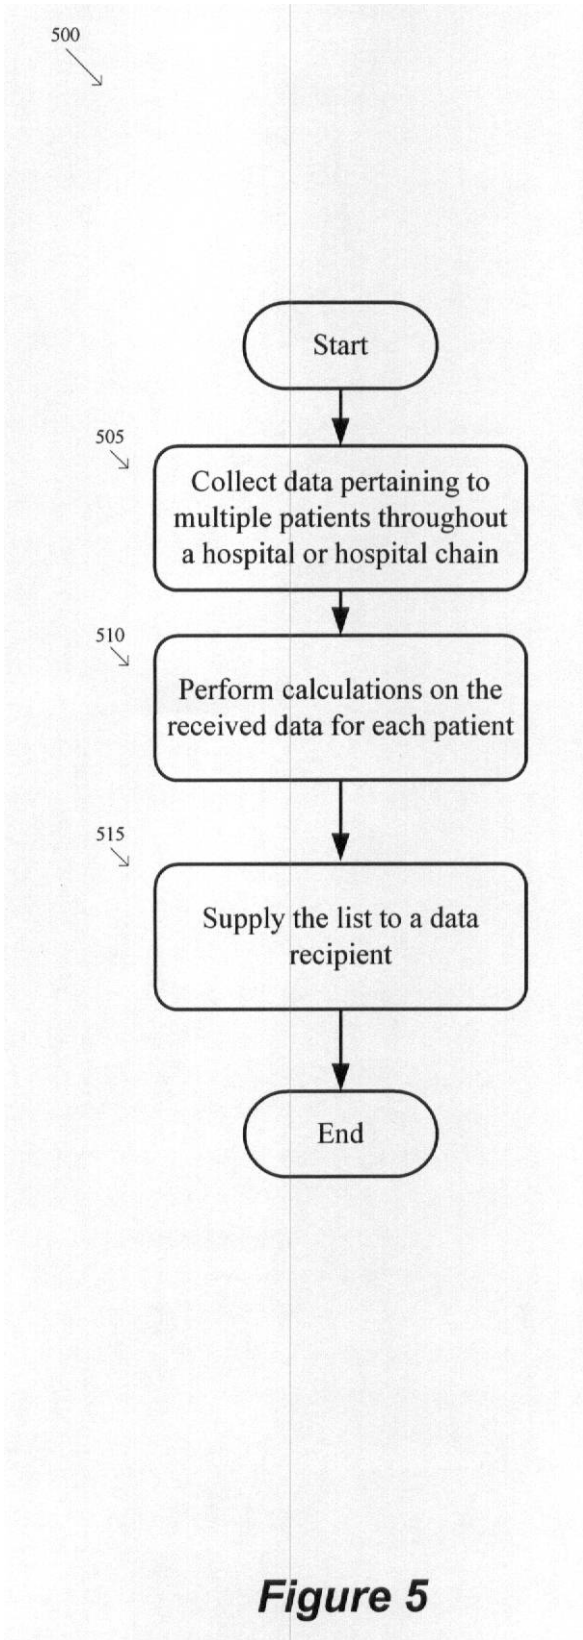 500
Start
505
Collect data pertaining to
multiple patients throughout
a hospital or hospital chain
510
Perform calculations on the
received data for each patient
515
Supply the list to a data
recipient
End
Figure 5